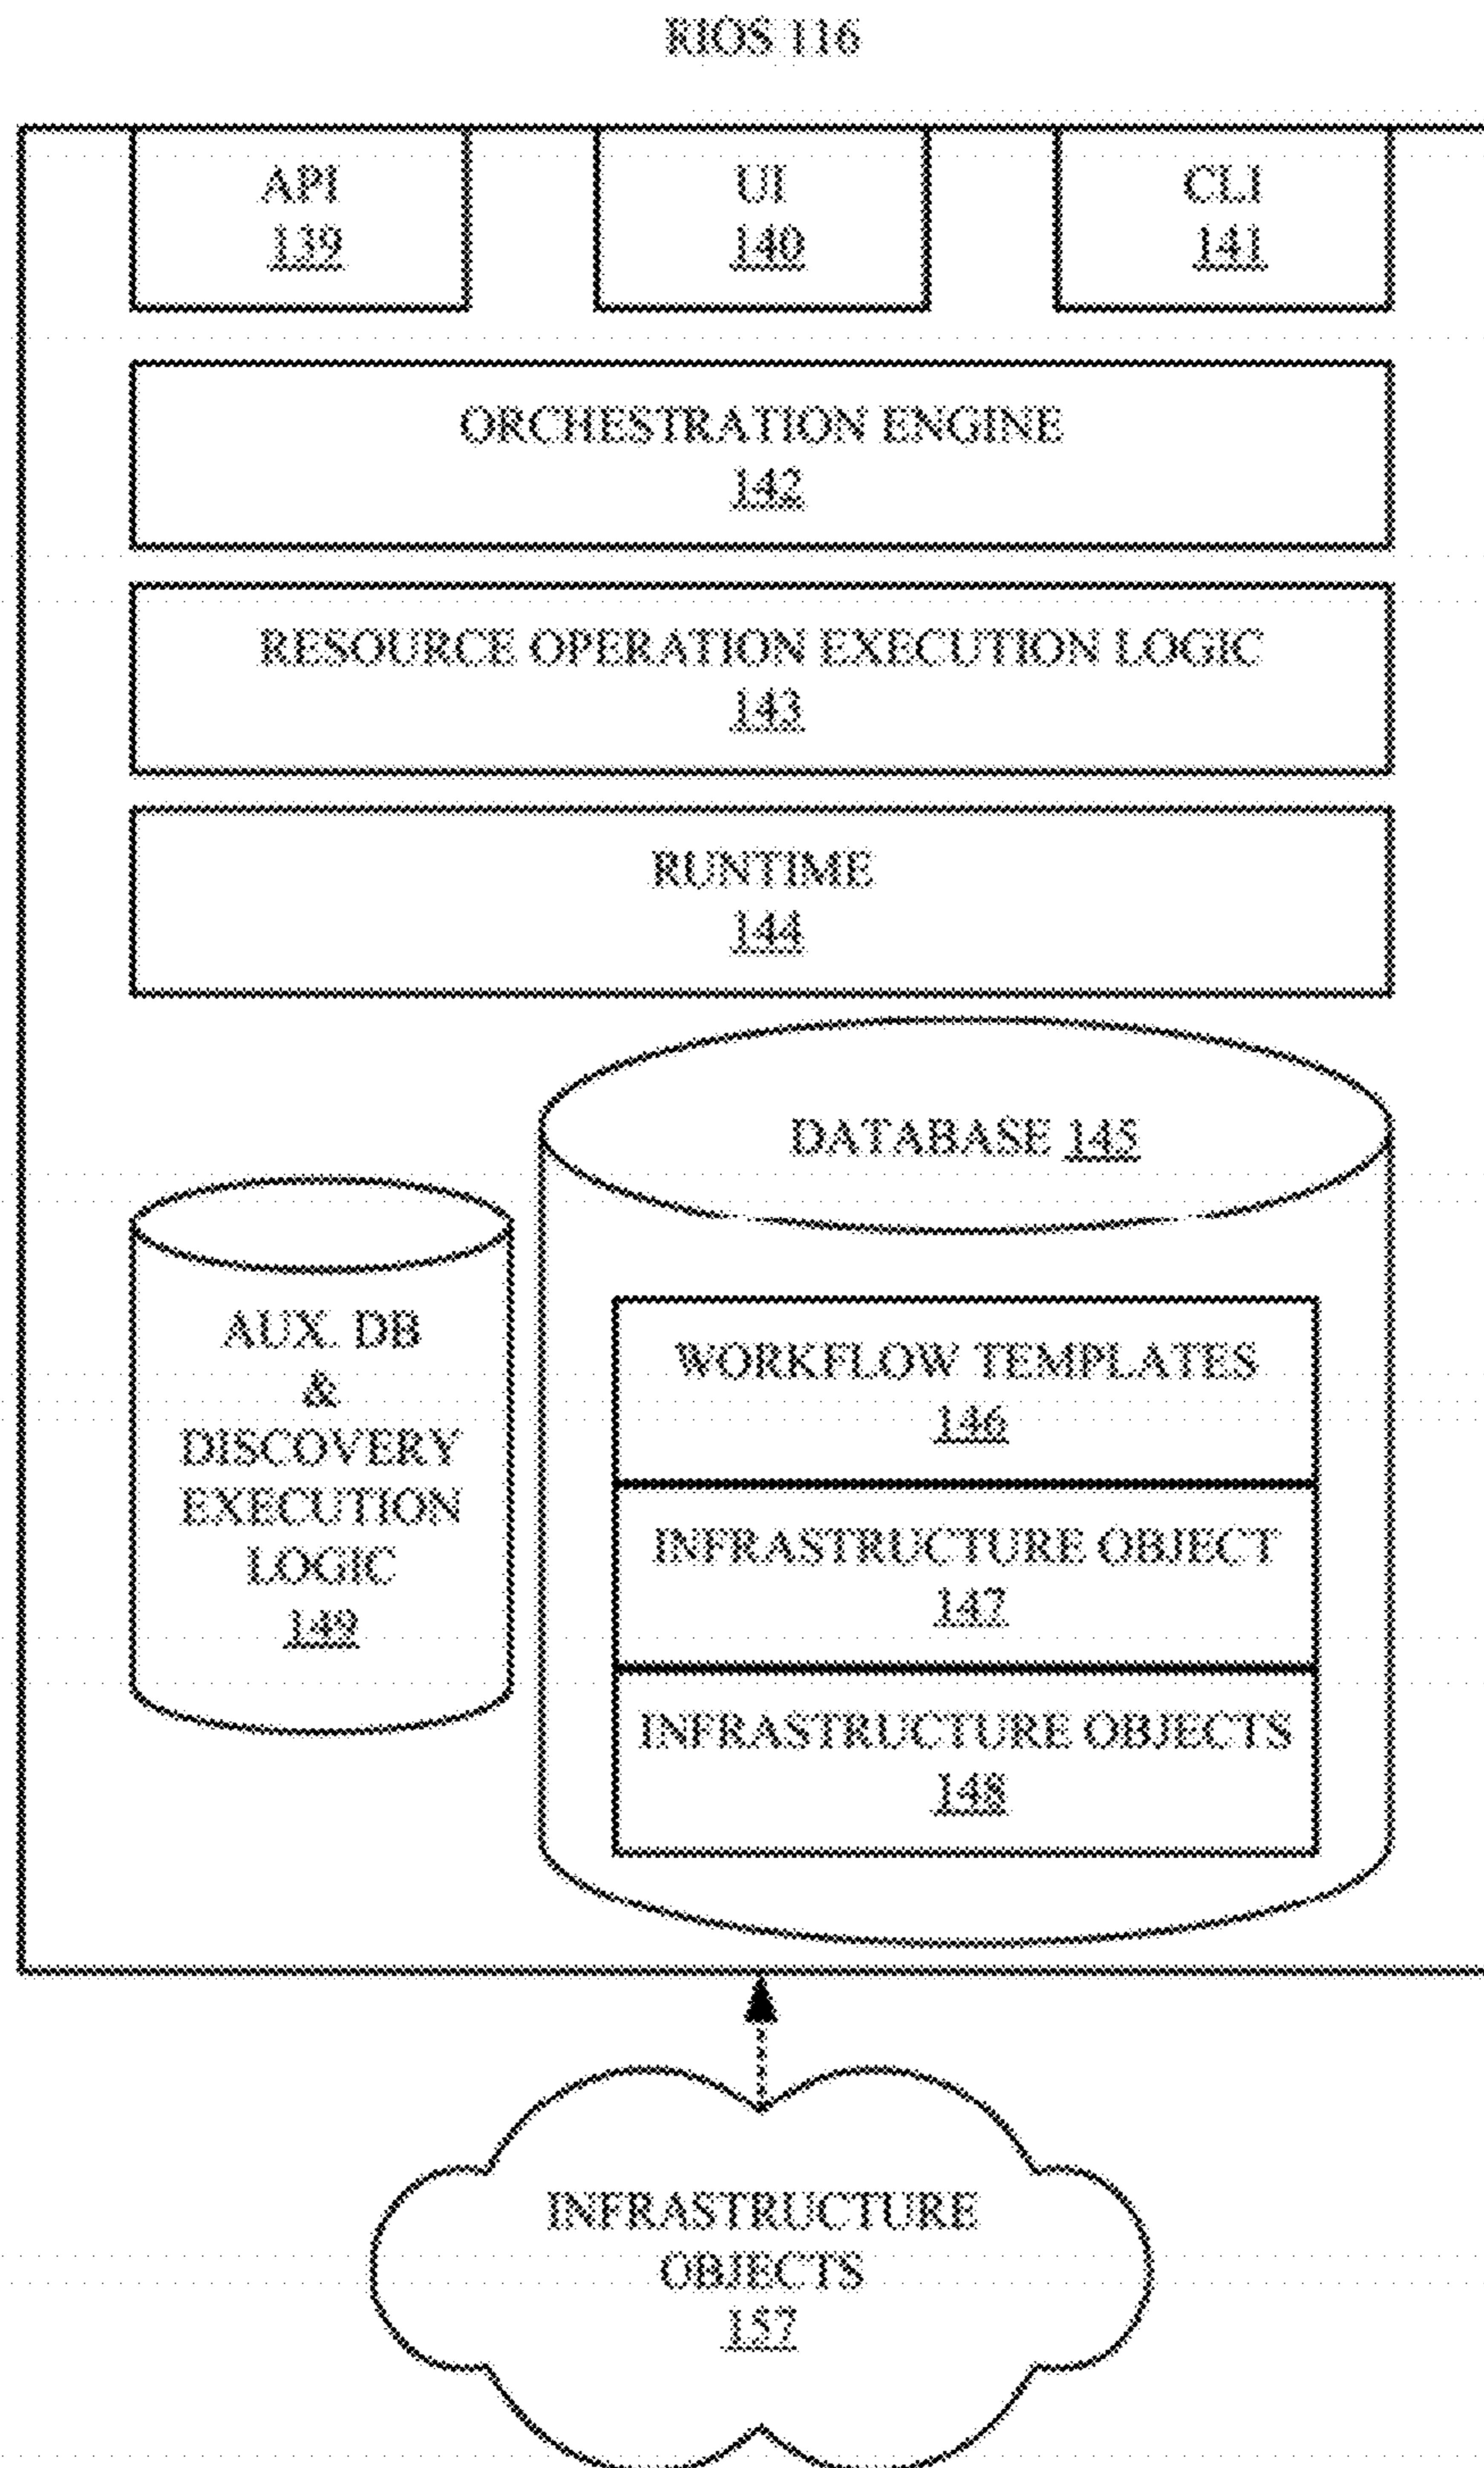 RIOS 116
API
139
UI
140
CLI
141
ORCHESTRATION ENGINE
142
RESOURCE OPERATION EXECUTION LOGIC
143
RUNTIME
144
DATABASE 145
AUX. DB
&
DISCOVERY
EXECUTION
LOGIC
149
WORKFLOW TEMPLATES
146
INFRASTRUCTURE OBJECT
147
INFRASTRUCTURE OBJECTS
148
INFRASTRUCTURE
OBJECTS
157